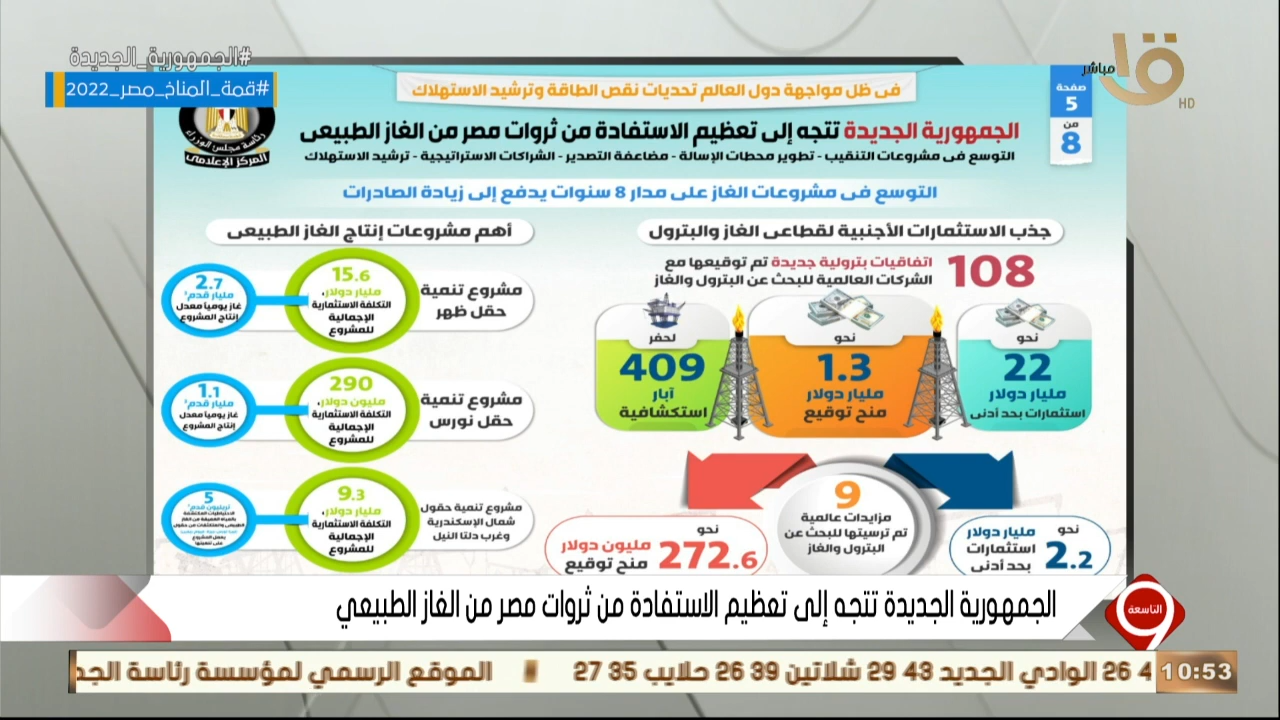 #الجمهورية_الجديدة
#قمة_المناخ_مصر_2022
مباشر
HD
صفحة
5
من
8
رئاسة مجلس الوزراء
المركز الإعلامي
فى ظل مواجهة دول العالم تحديات نقص الطاقة وترشيد الاستهلاك
الجمهورية الجديدة تتجه إلى تعظيم الاستفادة من ثروات مصر من الغاز الطبيعى
التوسع فى مشروعات التنقيب - تطوير محطات الإسالة - مضاعفة التصدير - الشراكات الاستراتيجية - ترشيد الاستهلاك
التوسع فى مشروعات الغاز على مدار 8 سنوات يدفع إلى زيادة الصادرات
جذب الاستثمارات الأجنبية لقطاعى الغاز والبترول
108
اتفاقيات بترولية جديدة تم توقيعها مع
الشركات العالمية للبحث عن البترول والغاز
نحو
22
مليار دولار
استثمارات بحد أدنى
نحو
1.3
مليار دولار
منح توقيع
لحفر
409
آبار
استكشافية
9
مزايدات عالمية
تم ترسيتها للبحث عن
البترول والغاز
نحو
2.2
مليار دولار
استثمارات
بحد أدنى
نحو
272.6
مليون دولار
منح توقيع
أهم مشروعات إنتاج الغاز الطبيعى
مشروع تنمية
حقل ظهر
15.6
مليار دولار،
التكلفة الاستثمارية
الإجمالية
للمشروع
2.7
مليار قدم³
غاز يومياً معدل
إنتاج المشروع
مشروع تنمية
حقل نورس
290
مليون دولار،
التكلفة الاستثمارية
الإجمالية
للمشروع
1.1
مليار قدم³
غاز يومياً معدل
إنتاج المشروع
مشروع تنمية حقول
شمال الإسكندرية
وغرب دلتا النيل
9.3
مليار دولار،
التكلفة الاستثمارية
الإجمالية
للمشروع
5
تريليون قدم³
الجمهورية الجديدة تتجه إلى تعظيم الاستفادة من ثروات مصر من الغاز الطبيعي
التاسعة
9
10:53
4 26 الوادي الجديد 43 29 شلاتين 39 26 حلايب 35 27
الموقع الرسمي لمؤسسة رئاسة